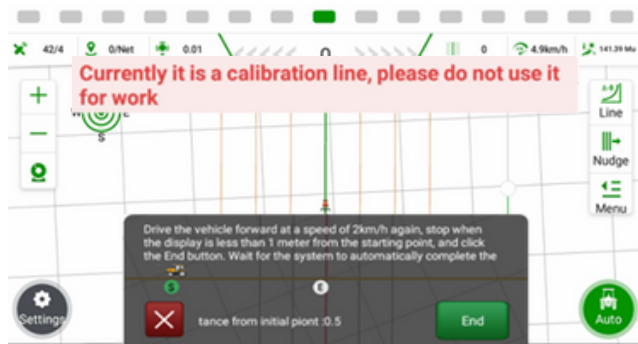 42/4
0/Net
0.01
0
0
4.9km/h
141.39 Mu
Currently it is a calibration line, please do not use it
for work
W
E
S
A-B
Line
Nudge
Menu
Drive the vehicle forward at a speed of 2km/h again, stop when
the display is less than 1 meter from the starting point, and click
the End button. Wait for the system to automatically complete the
S
E
Settings
tance from initial piont :0.5
End
Auto